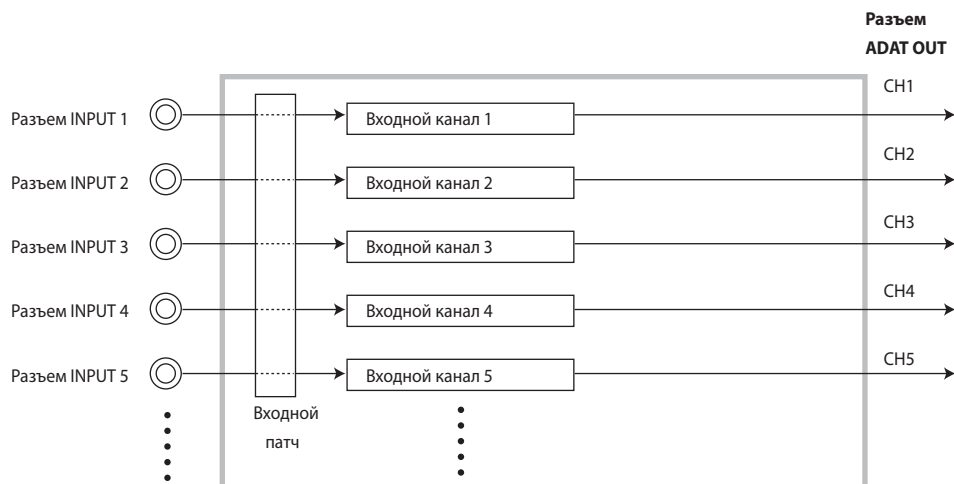 Разъем
ADAT OUT
CH1
Разъем INPUT 1
Входной канал 1
CH2
Разъем INPUT 2
Входной канал 2
CH3
Разъем INPUT 3
Входной канал 3
CH4
Разъем INPUT 4
Входной канал 4
CH5
Разъем INPUT 5
Входной канал 5
Входной
патч